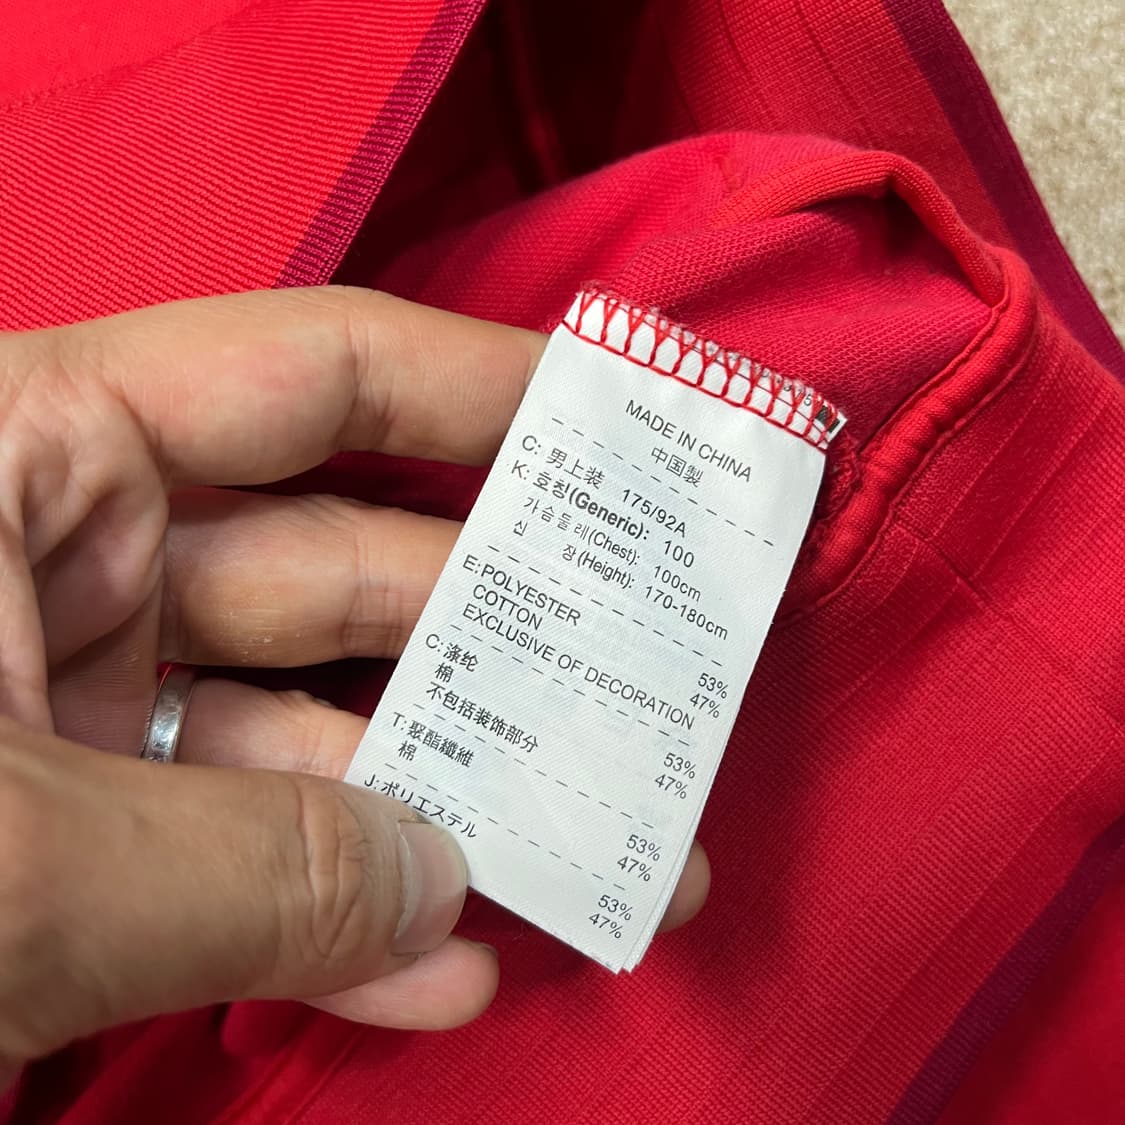 MADE IN CHINA
中国製
C: 男上装 175/92A
K: 호칭(Generic): 100
가슴둘레(Chest): 100cm
신 장(Height): 170-180cm
E:POLYESTER 53%
COTTON 47%
EXCLUSIVE OF DECORATION
C:涤纶 53%
棉 47%
不包括装饰部分
T:聚酯纖維 53%
棉 47%
J:ポリエステル 53%
47%